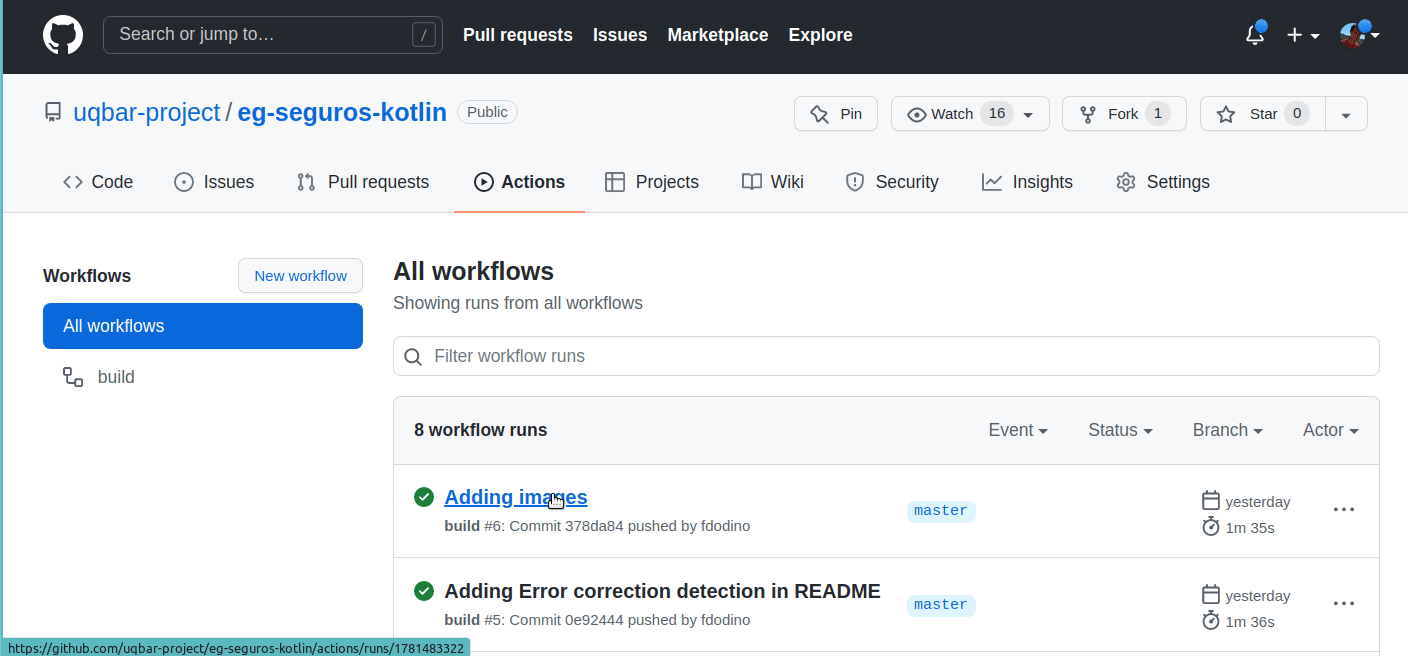 Search or jump to… / Pull requests Issues Marketplace Explore
uqbar-project / eg-seguros-kotlin Public Pin Watch 16 Fork 1 Star 0
Code Issues Pull requests Actions Projects Wiki Security Insights Settings
Workflows New workflow
All workflows
build
All workflows
Showing runs from all workflows
Filter workflow runs
8 workflow runs Event Status Branch Actor
Adding images
build #6: Commit 378da84 pushed by fdodino
master
yesterday
1m 35s
Adding Error correction detection in README
build #5: Commit 0e92444 pushed by fdodino
master
yesterday
1m 36s
https://github.com/uqbar-project/eg-seguros-kotlin/actions/runs/1781483322